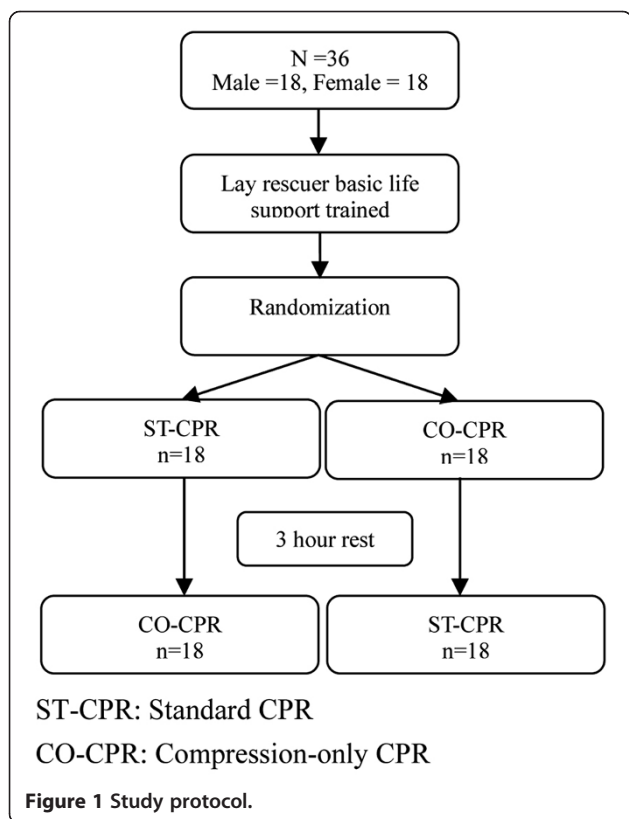 N =36
Male =18, Female = 18
Lay rescuer basic life
support trained
Randomization
ST-CPR
n=18
CO-CPR
n=18
3 hour rest
CO-CPR
n=18
ST-CPR
n=18
ST-CPR: Standard CPR
CO-CPR: Compression-only CPR
Figure 1 Study protocol.